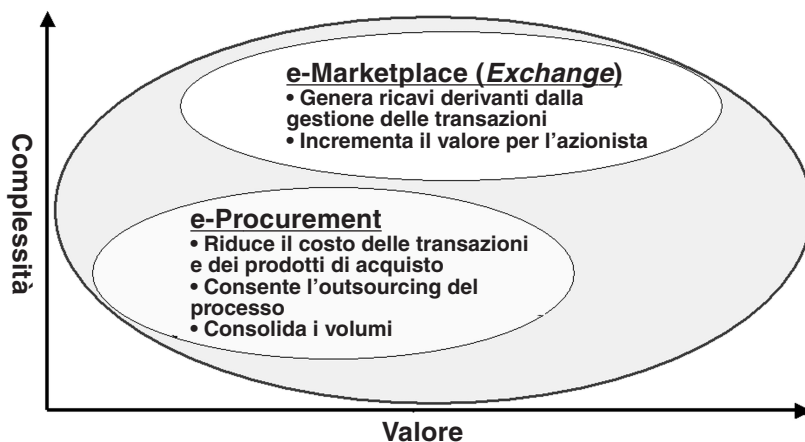 e-Marketplace (Exchange)
• Genera ricavi derivanti dalla
gestione delle transazioni
• Incrementa il valore per l'azionista
Complessità
e-Procurement
• Riduce il costo delle transazioni
e dei prodotti di acquisto
• Consente l'outsourcing del
processo
• Consolida i volumi
Valore